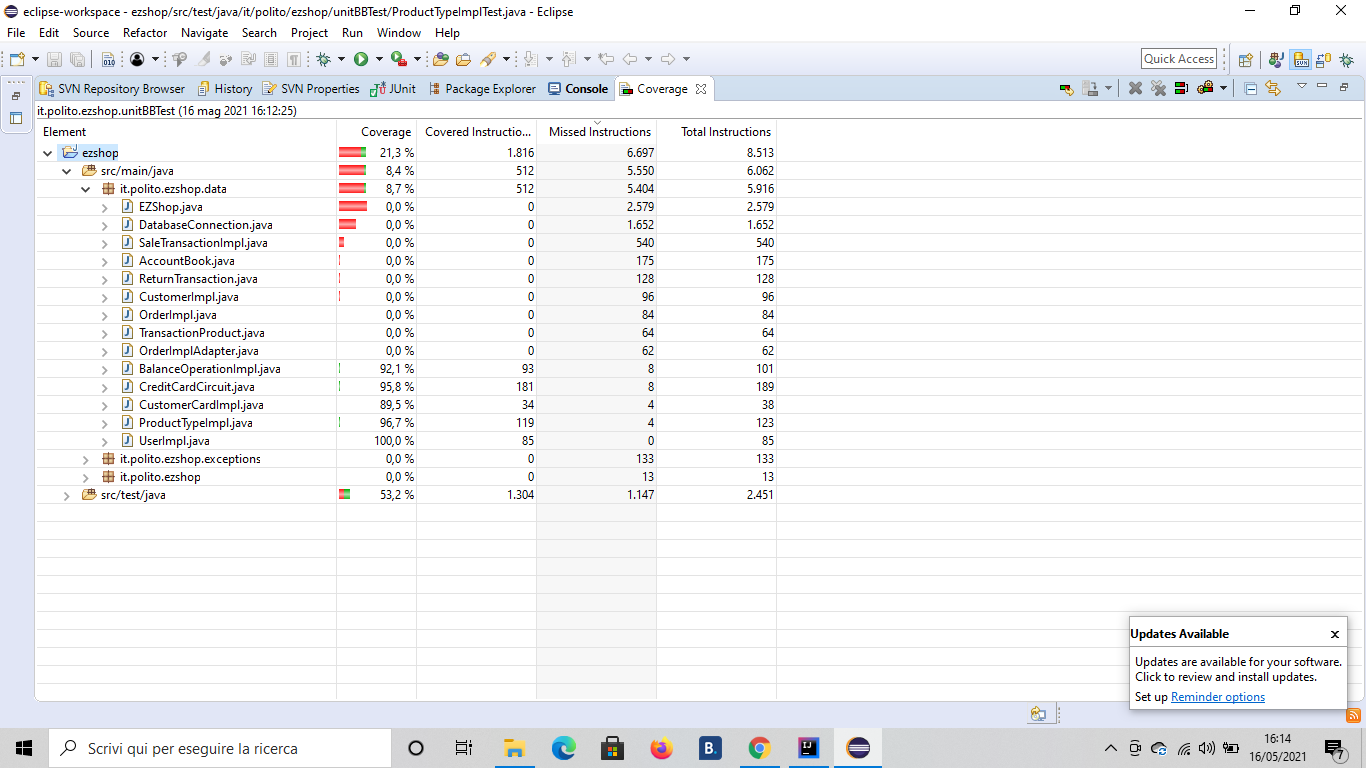 eclipse-workspace - ezshop/src/test/java/it/polito/ezshop/unitBBTest/ProductTypeImplTest.java - Eclipse
File Edit Source Refactor Navigate Search Project Run Window Help
Quick Access
SVN Repository Browser History SVN Properties JUnit Package Explorer Console Coverage
it.polito.ezshop.unitBBTest (16 mag 2021 16:12:25)
Element Coverage Covered Instructio... Missed Instructions Total Instructions
ezshop 21,3 % 1.816 6.697 8.513
src/main/java 8,4 % 512 5.550 6.062
it.polito.ezshop.data 8,7 % 512 5.404 5.916
EZShop.java 0,0 % 0 2.579 2.579
DatabaseConnection.java 0,0 % 0 1.652 1.652
SaleTransactionImpl.java 0,0 % 0 540 540
AccountBook.java 0,0 % 0 175 175
ReturnTransaction.java 0,0 % 0 128 128
CustomerImpl.java 0,0 % 0 96 96
OrderImpl.java 0,0 % 0 84 84
TransactionProduct.java 0,0 % 0 64 64
OrderImplAdapter.java 0,0 % 0 62 62
BalanceOperationImpl.java 92,1 % 93 8 101
CreditCardCircuit.java 95,8 % 181 8 189
CustomerCardImpl.java 89,5 % 34 4 38
ProductTypeImpl.java 96,7 % 119 4 123
UserImpl.java 100,0 % 85 0 85
it.polito.ezshop.exceptions 0,0 % 0 133 133
it.polito.ezshop 0,0 % 0 13 13
src/test/java 53,2 % 1.304 1.147 2.451
Updates Available x
Updates are available for your software.
Click to review and install updates.
Set up Reminder options
Scrivi qui per eseguire la ricerca
B.
IJ
16:14
16/05/2021
7